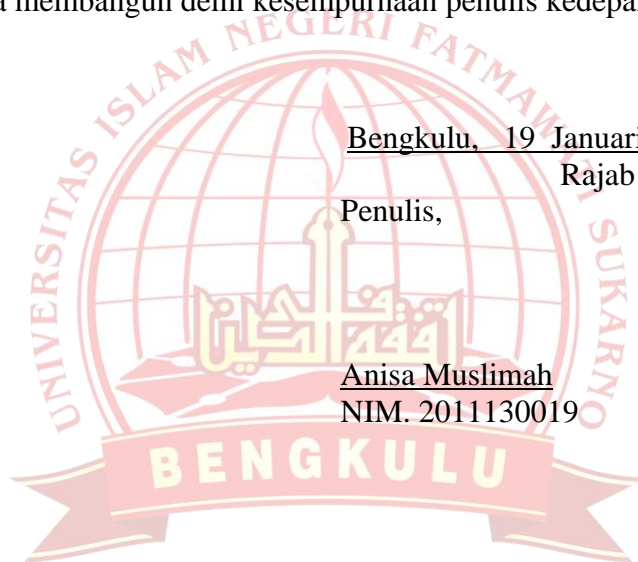 membangun demi kesempurnaan penulis
Bengkulu, 19 Januari
Rajab
Penulis,
Anisa Muslimah
NIM. 2011130019
UNIVERSITAS ISLAM NEGERI FATMAWATI SUKARNO
BENGKULU